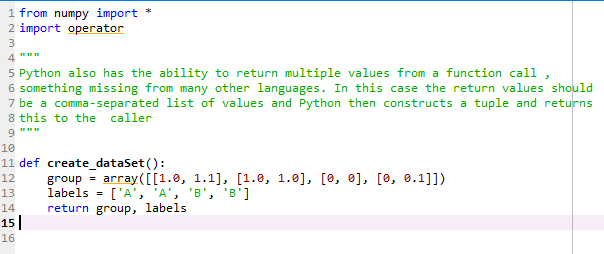 1 from numpy import *
2 import operator
3
4 """
5 Python also has the ability to return multiple values from a function call ,
6 something missing from many other languages. In this case the return values should
7 be a comma-separated list of values and Python then constructs a tuple and returns
8 this to the  caller
9 """
10
11 def create_dataSet():
12     group = array([[1.0, 1.1], [1.0, 1.0], [0, 0], [0, 0.1]])
13     labels = ['A', 'A', 'B', 'B']
14     return group, labels
15
16